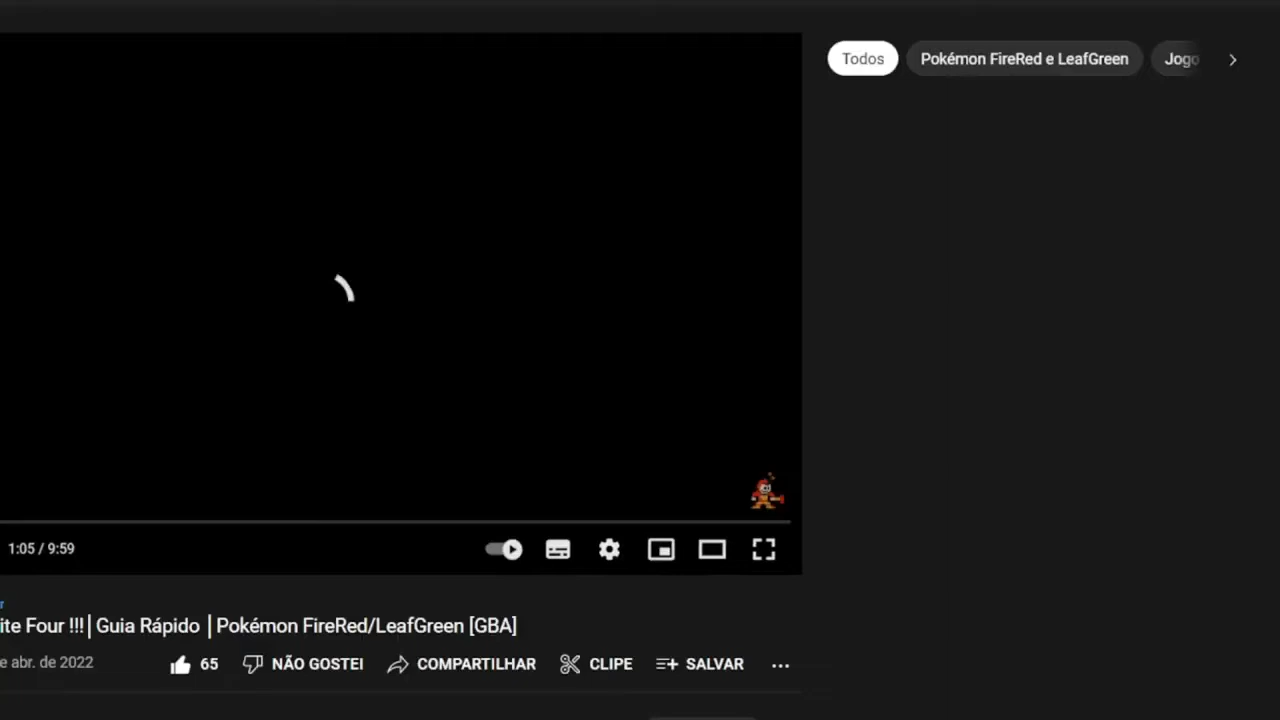 Todos
Pokémon FireRed e LeafGreen
Jogo
1:05 / 9:59
r
ite Four !!!│Guia Rápido │Pokémon FireRed/LeafGreen [GBA]
e abr. de 2022
65
NÃO GOSTEI
COMPARTILHAR
CLIPE
SALVAR